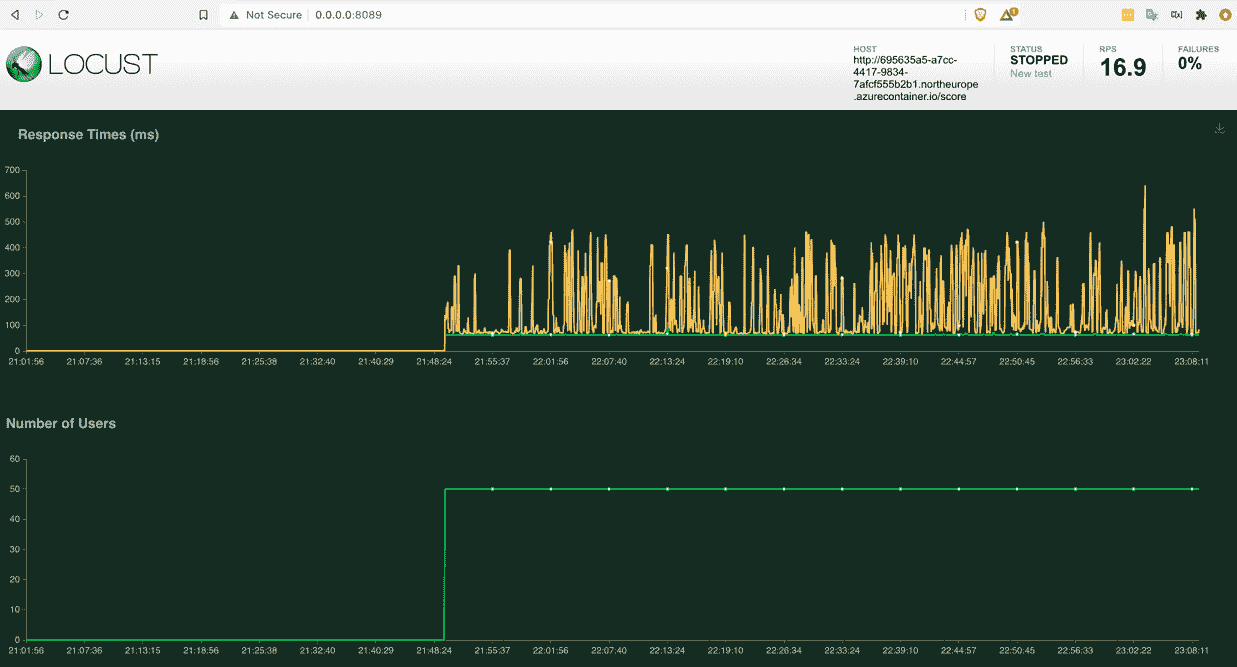 Not Secure 0.0.0.0:8089
LOCUST
HOST
http://695635a5-a7cc-
4417-9834-
7afcf555b2b1.northeurope
.azurecontainer.io/score
STATUS
STOPPED
New test
RPS
16.9
FAILURES
0%
Response Times (ms)
700
600
500
400
300
200
100
0
21:01:56 21:07:36 21:13:15 21:18:56 21:25:38 21:32:40 21:40:29 21:48:24 21:55:37 22:01:56 22:07:40 22:13:24 22:19:10 22:26:34 22:33:24 22:39:10 22:44:57 22:50:45 22:56:33 23:02:22 23:08:11
Number of Users
60
50
40
30
20
10
0
21:01:56 21:07:36 21:13:15 21:18:56 21:25:38 21:32:40 21:40:29 21:48:24 21:55:37 22:01:56 22:07:40 22:13:24 22:19:10 22:26:34 22:33:24 22:39:10 22:44:57 22:50:45 22:56:33 23:02:22 23:08:11